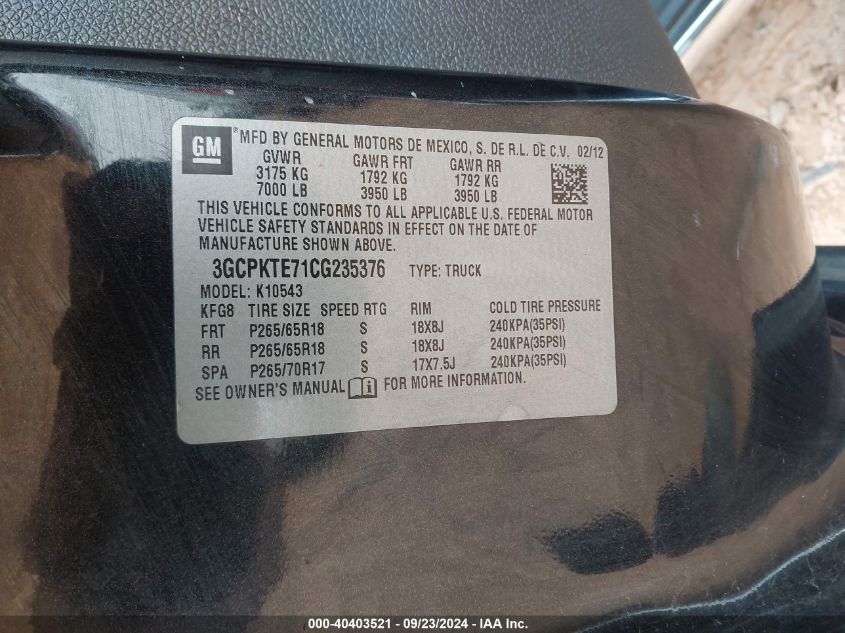 GM ® MFD BY GENERAL MOTORS DE MEXICO, S. DE R.L. DE C.V. 02/12
GVWR GAWR FRT GAWR RR
3175 KG 1792 KG 1792 KG
7000 LB 3950 LB 3950 LB
THIS VEHICLE CONFORMS TO ALL APPLICABLE U.S. FEDERAL MOTOR
VEHICLE SAFETY STANDARDS IN EFFECT ON THE DATE OF
MANUFACTURE SHOWN ABOVE.
3GCPKTE71CG235376 TYPE: TRUCK
MODEL: K10543
KFG8 TIRE SIZE SPEED RTG RIM COLD TIRE PRESSURE
FRT P265/65R18 S 18X8J 240KPA(35PSI)
RR P265/65R18 S 18X8J 240KPA(35PSI)
SPA P265/70R17 S 17X7.5J 240KPA(35PSI)
SEE OWNER'S MANUAL i FOR MORE INFORMATION.
000-40403521 - 09/23/2024 - IAA Inc.